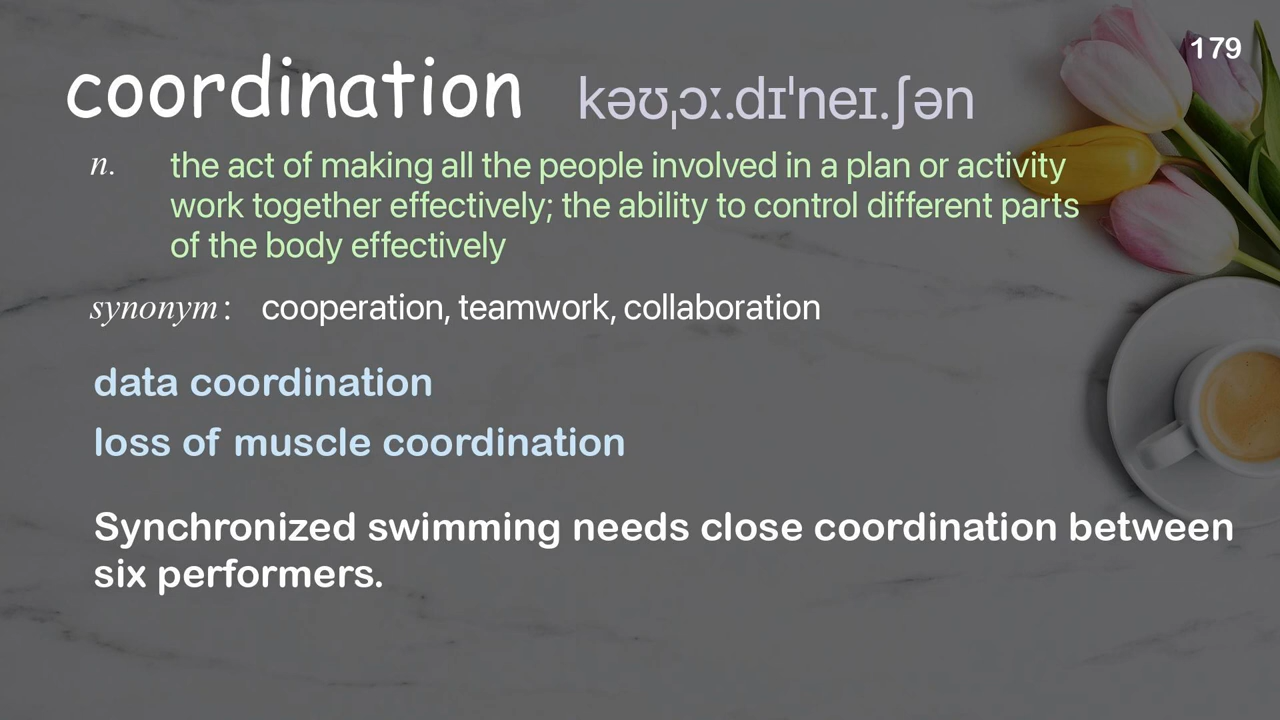 179
coordination kəʊˌɔː.dɪˈneɪ.ʃən
n. the act of making all the people involved in a plan or activity
work together effectively; the ability to control different parts
of the body effectively
synonym: cooperation, teamwork, collaboration
data coordination
loss of muscle coordination
Synchronized swimming needs close coordination between
six performers.